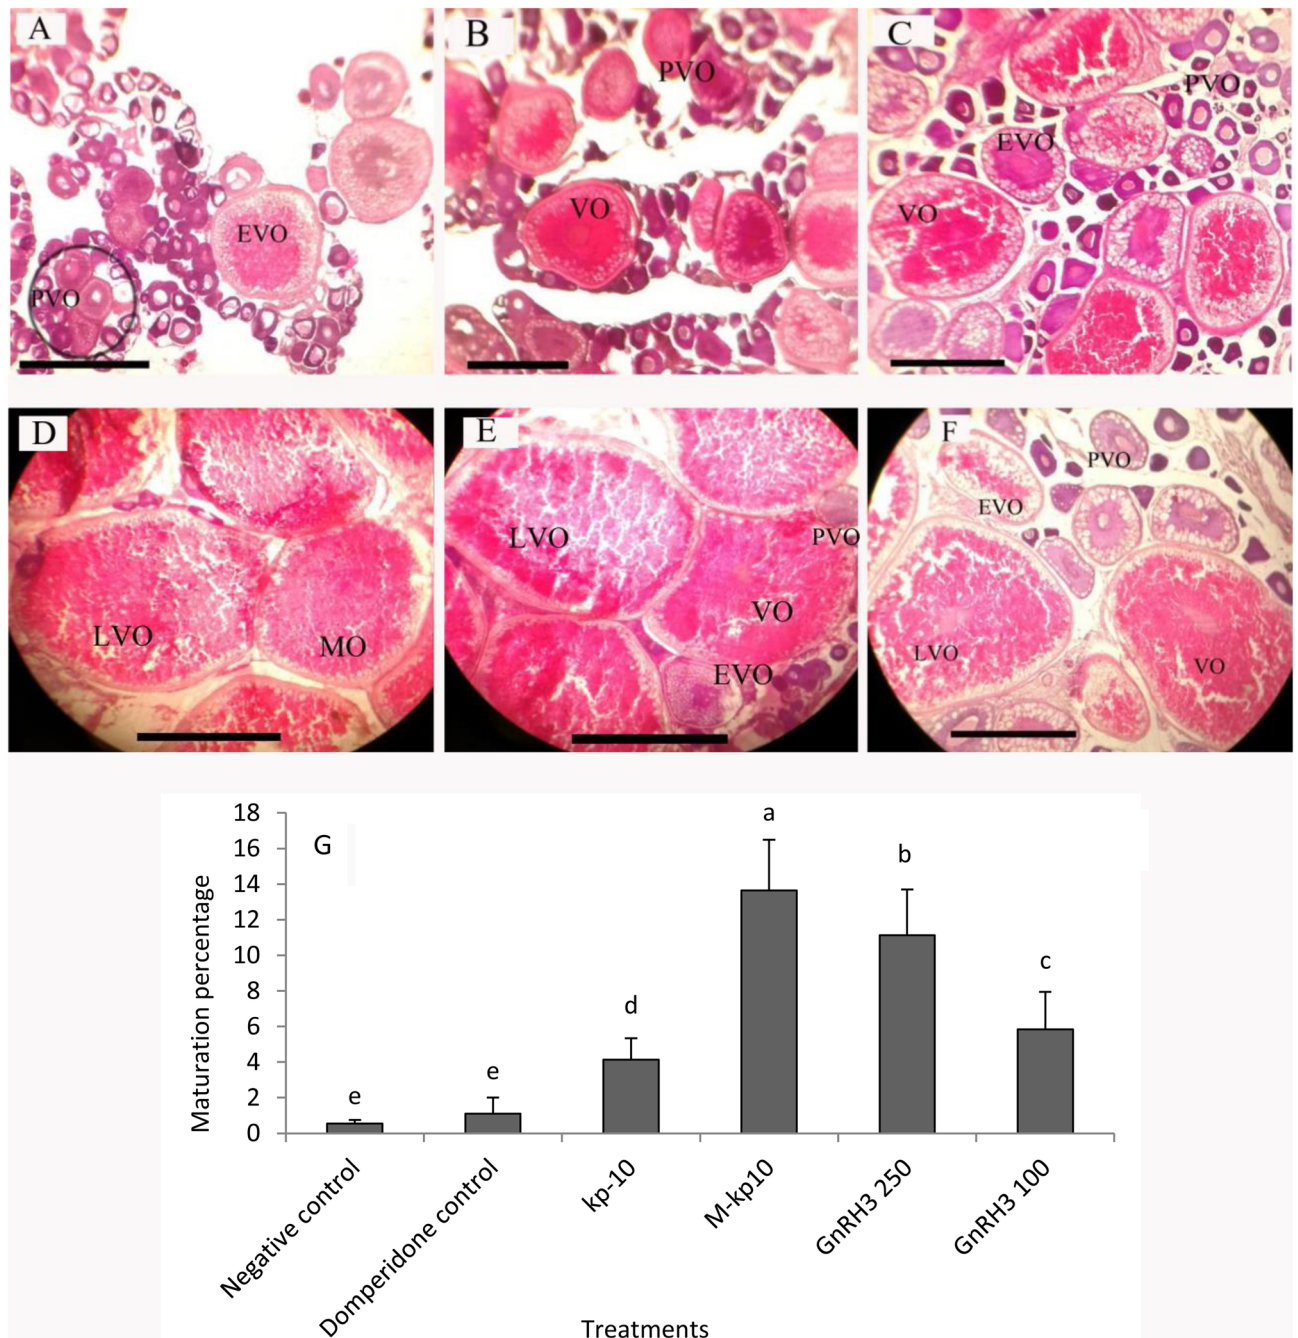 A
EVO
PVO
B
PVO
VO
C
PVO
EVO
VO
D
LVO
MO
E
LVO
PVO
VO
EVO
F
PVO
EVO
LVO
VO
G
Maturation percentage
18
16
14
12
10
8
6
4
2
0
e
e
d
a
b
c
Negative control
Domperidone control
kp-10
M-kp10
GnRH3 250
GnRH3 100
Treatments